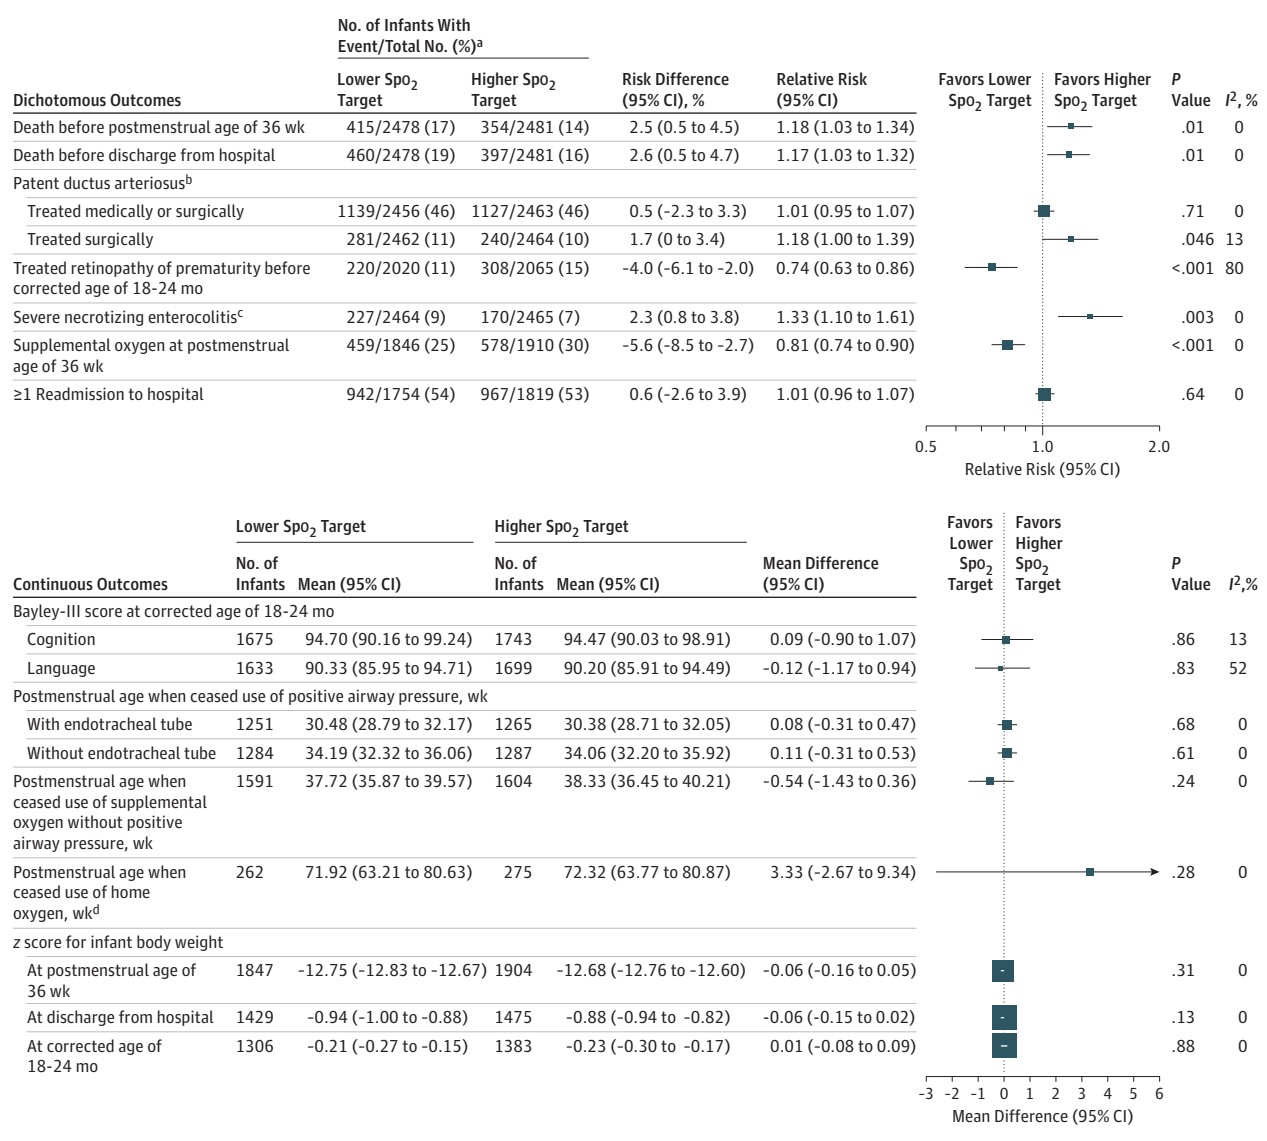 No. of Infants With
Event/Total No. (%)a
Lower Spo2 Target Higher Spo2 Target Risk Difference (95% CI), % Relative Risk (95% CI) Favors Lower Spo2 Target Favors Higher Spo2 Target P Value I2, %
Dichotomous Outcomes
Death before postmenstrual age of 36 wk 415/2478 (17) 354/2481 (14) 2.5 (0.5 to 4.5) 1.18 (1.03 to 1.34) .01 0
Death before discharge from hospital 460/2478 (19) 397/2481 (16) 2.6 (0.5 to 4.7) 1.17 (1.03 to 1.32) .01 0
Patent ductus arteriosusb
Treated medically or surgically 1139/2456 (46) 1127/2463 (46) 0.5 (-2.3 to 3.3) 1.01 (0.95 to 1.07) .71 0
Treated surgically 281/2462 (11) 240/2464 (10) 1.7 (0 to 3.4) 1.18 (1.00 to 1.39) .046 13
Treated retinopathy of prematurity before 220/2020 (11) 308/2065 (15) -4.0 (-6.1 to -2.0) 0.74 (0.63 to 0.86) <.001 80
corrected age of 18-24 mo
Severe necrotizing enterocolitisc 227/2464 (9) 170/2465 (7) 2.3 (0.8 to 3.8) 1.33 (1.10 to 1.61) .003 0
Supplemental oxygen at postmenstrual 459/1846 (25) 578/1910 (30) -5.6 (-8.5 to -2.7) 0.81 (0.74 to 0.90) <.001 0
age of 36 wk
≥1 Readmission to hospital 942/1754 (54) 967/1819 (53) 0.6 (-2.6 to 3.9) 1.01 (0.96 to 1.07) .64 0
0.5 1.0 2.0
Relative Risk (95% CI)
Lower Spo2 Target Higher Spo2 Target Favors Lower Spo2 Target Favors Higher Spo2 Target
Continuous Outcomes No. of Infants Mean (95% CI) No. of Infants Mean (95% CI) Mean Difference (95% CI) P Value I2,%
Bayley-III score at corrected age of 18-24 mo
Cognition 1675 94.70 (90.16 to 99.24) 1743 94.47 (90.03 to 98.91) 0.09 (-0.90 to 1.07) .86 13
Language 1633 90.33 (85.95 to 94.71) 1699 90.20 (85.91 to 94.49) -0.12 (-1.17 to 0.94) .83 52
Postmenstrual age when ceased use of positive airway pressure, wk
With endotracheal tube 1251 30.48 (28.79 to 32.17) 1265 30.38 (28.71 to 32.05) 0.08 (-0.31 to 0.47) .68 0
Without endotracheal tube 1284 34.19 (32.32 to 36.06) 1287 34.06 (32.20 to 35.92) 0.11 (-0.31 to 0.53) .61 0
Postmenstrual age when 1591 37.72 (35.87 to 39.57) 1604 38.33 (36.45 to 40.21) -0.54 (-1.43 to 0.36) .24 0
ceased use of supplemental
oxygen without positive
airway pressure, wk
Postmenstrual age when 262 71.92 (63.21 to 80.63) 275 72.32 (63.77 to 80.87) 3.33 (-2.67 to 9.34) .28 0
ceased use of home
oxygen, wkd
z score for infant body weight
At postmenstrual age of 1847 -12.75 (-12.83 to -12.67) 1904 -12.68 (-12.76 to -12.60) -0.06 (-0.16 to 0.05) .31 0
36 wk
At discharge from hospital 1429 -0.94 (-1.00 to -0.88) 1475 -0.88 (-0.94 to -0.82) -0.06 (-0.15 to 0.02) .13 0
At corrected age of 1306 -0.21 (-0.27 to -0.15) 1383 -0.23 (-0.30 to -0.17) 0.01 (-0.08 to 0.09) .88 0
18-24 mo
-3 -2 -1 0 1 2 3 4 5 6
Mean Difference (95% CI)